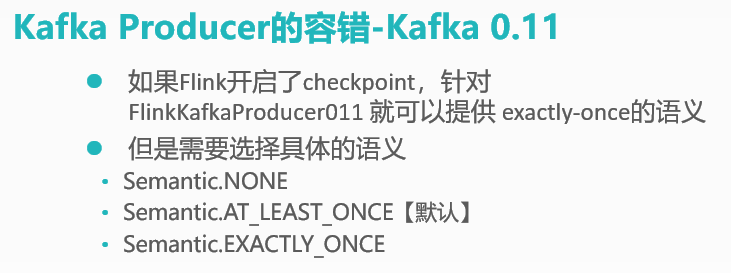 Kafka Producer的容错-Kafka 0.11
如果Flink开启了checkpoint，针对
FlinkKafkaProducer011 就可以提供 exactly-once的语义
但是需要选择具体的语义
Semantic.NONE
Semantic.AT_LEAST_ONCE【默认】
Semantic.EXACTLY_ONCE